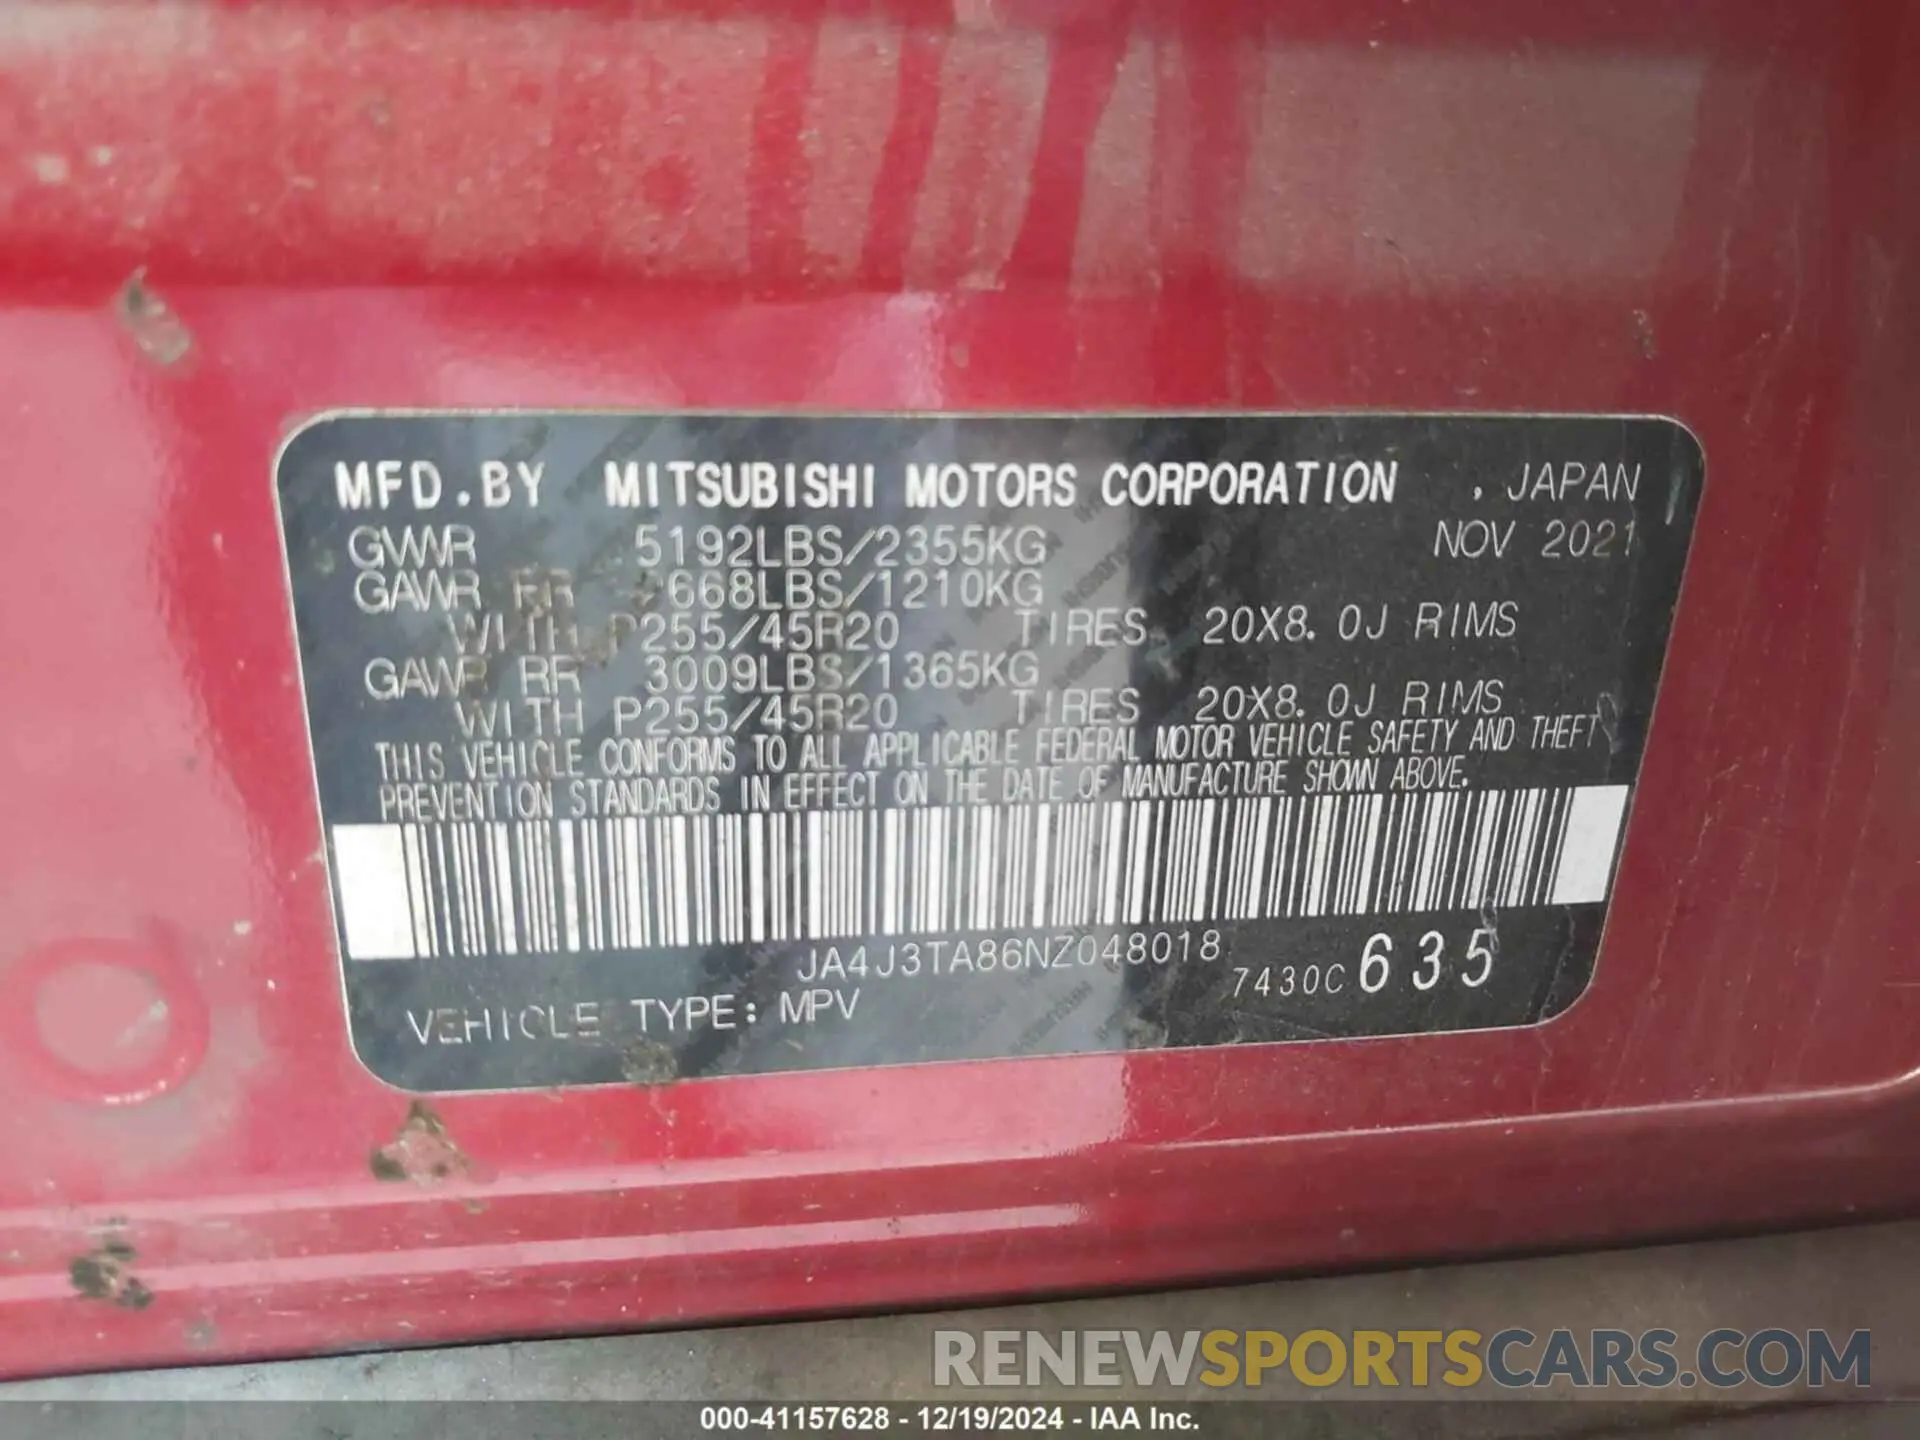 MFD.BY MITSUBISHI MOTORS CORPORATION , JAPAN
GVWR 5192LBS/2355KG NOV 2021
GAWR 668LBS/1210KG
WITH P255/45R20 TIRES, 20X8.0J RIMS
GAWR RR 3009LBS/1365KG
WITH P255/45R20 TIRES 20X8.0J RIMS
THIS VEHICLE CONFORMS TO ALL APPLICABLE FEDERAL MOTOR VEHICLE SAFETY AND THEFT
PREVENTION STANDARDS IN EFFECT ON THE DATE OF MANUFACTURE SHOWN ABOVE.
JA4J3TA86NZ048018 7430C 635
VEHICLE TYPE: MPV
RENEWSPORTSCARS.COM
000-41157628 - 12/19/2024 - IAA Inc.